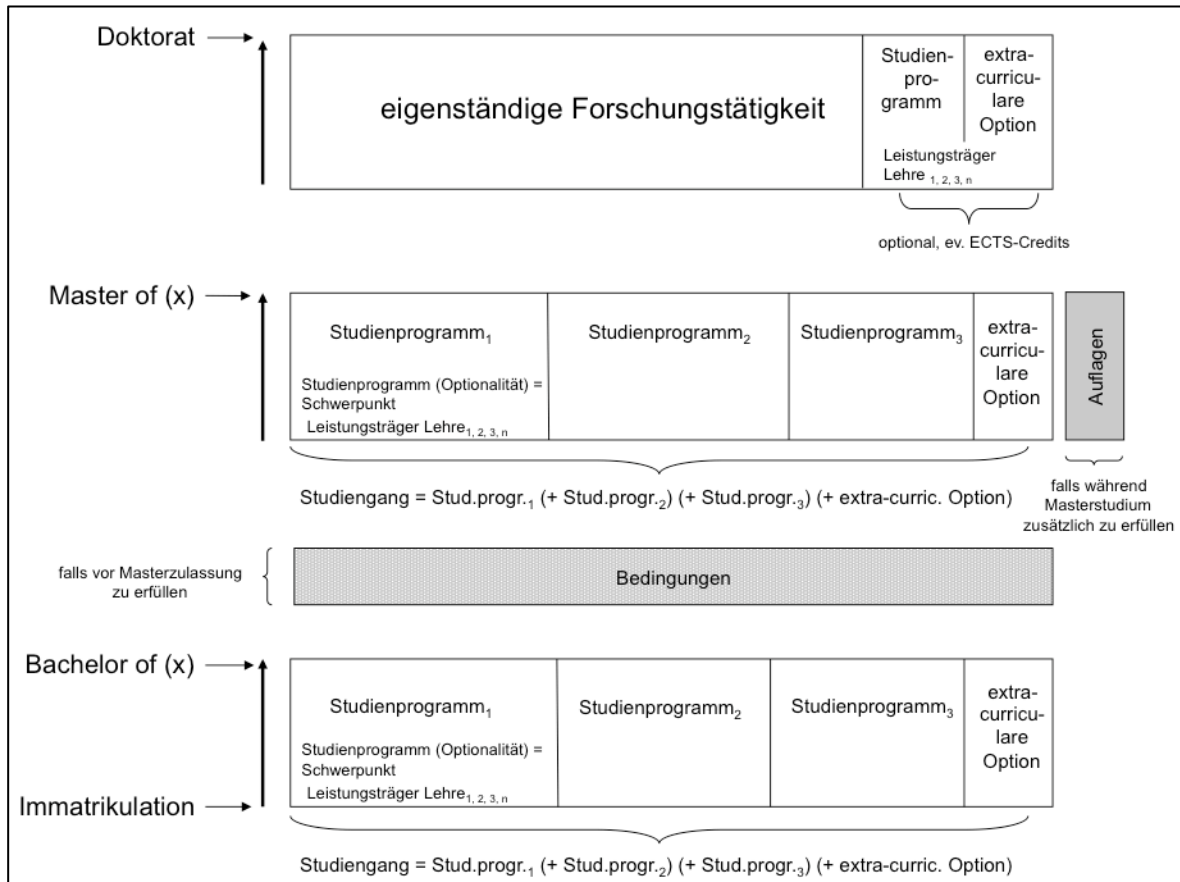 Doktorat
eigenständige Forschungstätigkeit
Studien-
pro-
gramm
extra-
curricu-
lare
Option
Leistungsträger
Lehre 1, 2, 3, n
optional, ev. ECTS-Credits
Master of (x)
Studienprogramm1
Studienprogramm (Optionalität) =
Schwerpunkt
Leistungsträger Lehre1, 2, 3, n
Studienprogramm2
Studienprogramm3
extra-
curricu-
lare
Option
Auflagen
Studiengang = Stud.progr.1 (+ Stud.progr.2) (+ Stud.progr.3) (+ extra-curric. Option)
falls während
Masterstudium
zusätzlich zu erfüllen
falls vor Masterzulassung
zu erfüllen
Bedingungen
Bachelor of (x)
Studienprogramm1
Studienprogramm (Optionalität) =
Schwerpunkt
Leistungsträger Lehre1, 2, 3, n
Studienprogramm2
Studienprogramm3
extra-
curricu-
lare
Option
Immatrikulation
Studiengang = Stud.progr.1 (+ Stud.progr.2) (+ Stud.progr.3) (+ extra-curric. Option)